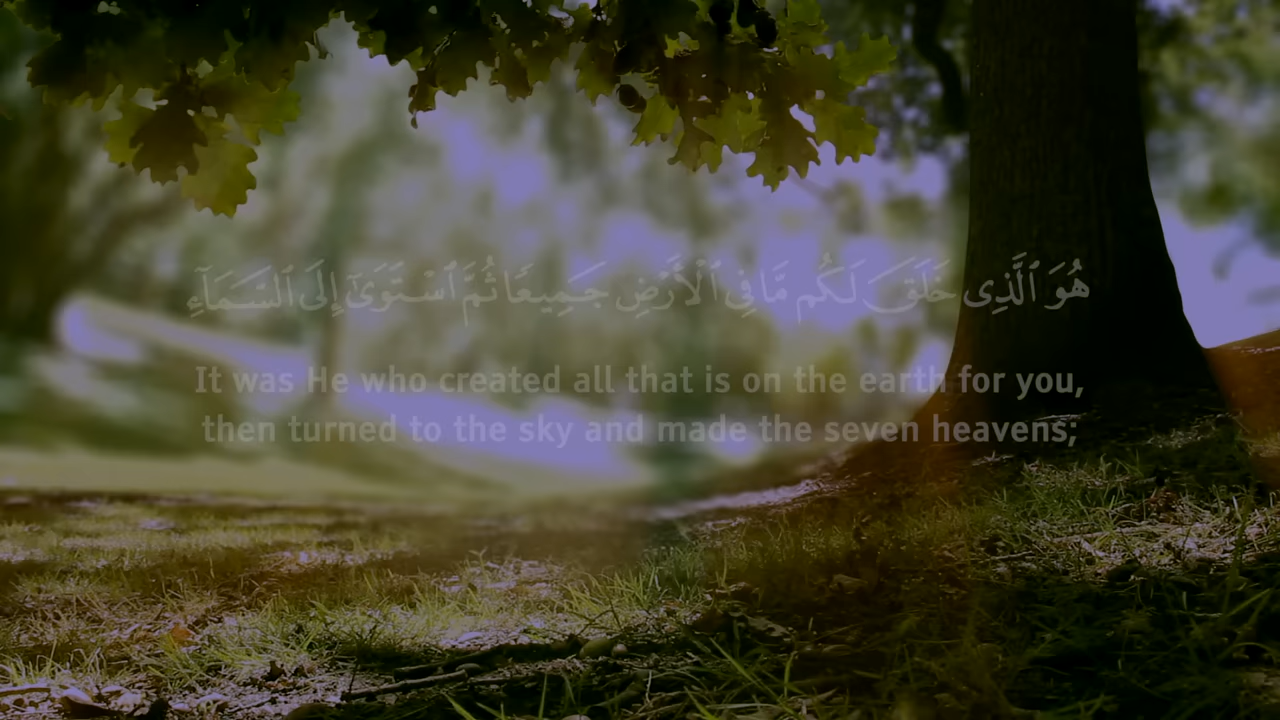 هُوَ ٱلَّذِى خَلَقَ لَكُم مَّا فِى ٱلْأَرْضِ جَمِيعًا ثُمَّ ٱسْتَوَىٰٓ إِلَى ٱلسَّمَآءِ
It was He who created all that is on the earth for you,
then turned to the sky and made the seven heavens;